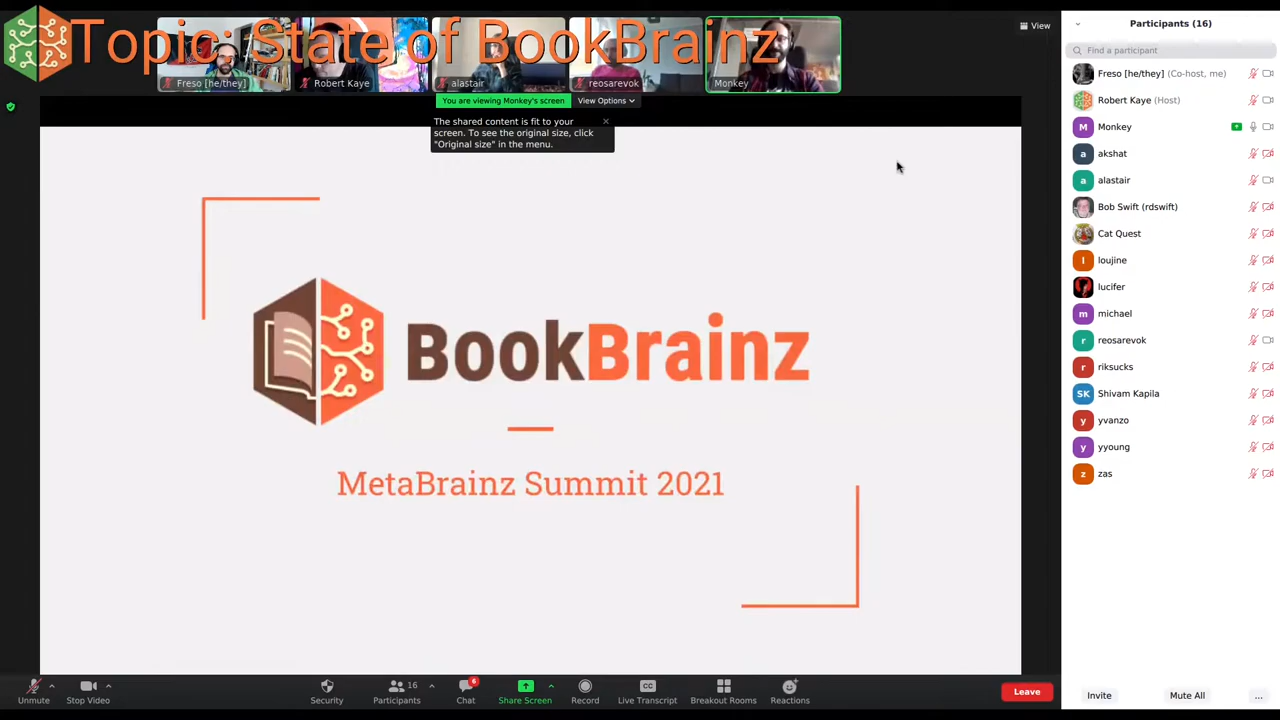 Topic: State of BookBrainz
Freso [he/they]
Robert Kaye
alastair
reosarevok
Monkey
View
You are viewing Monkey's screen
View Options
The shared content is fit to your
screen. To see the original size, click
"Original size" in the menu.
BookBrainz
MetaBrainz Summit 2021
Participants (16)
Find a participant
Freso [he/they] (Co-host, me)
Robert Kaye (Host)
M Monkey
a akshat
a alastair
Bob Swift (rdswift)
Cat Quest
l loujine
lucifer
m michael
r reosarevok
r riksucks
SK Shivam Kapila
y yvanzo
y yyoung
z zas
Unmute
Stop Video
Security
16
Participants
6
Chat
Share Screen
Record
CC
Live Transcript
Breakout Rooms
Reactions
Leave
Invite
Mute All
...